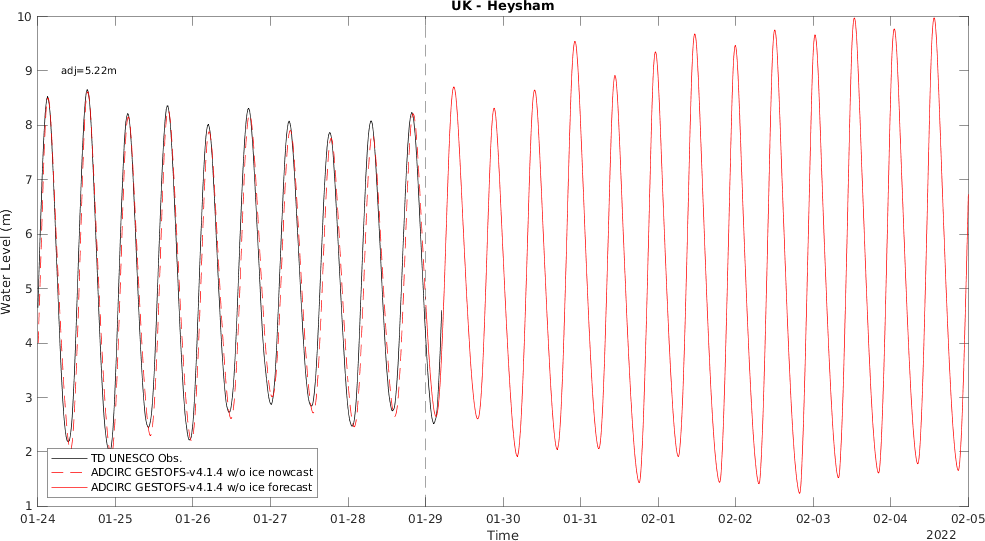 UK - Heysham
adj=5.22m
Water Level (m)
10
9
8
7
6
5
4
3
2
1
TD UNESCO Obs.
ADCIRC GESTOFS-v4.1.4 w/o ice nowcast
ADCIRC GESTOFS-v4.1.4 w/o ice forecast
01-24 01-25 01-26 01-27 01-28 01-29 01-30 01-31 02-01 02-02 02-03 02-04 02-05
Time
2022